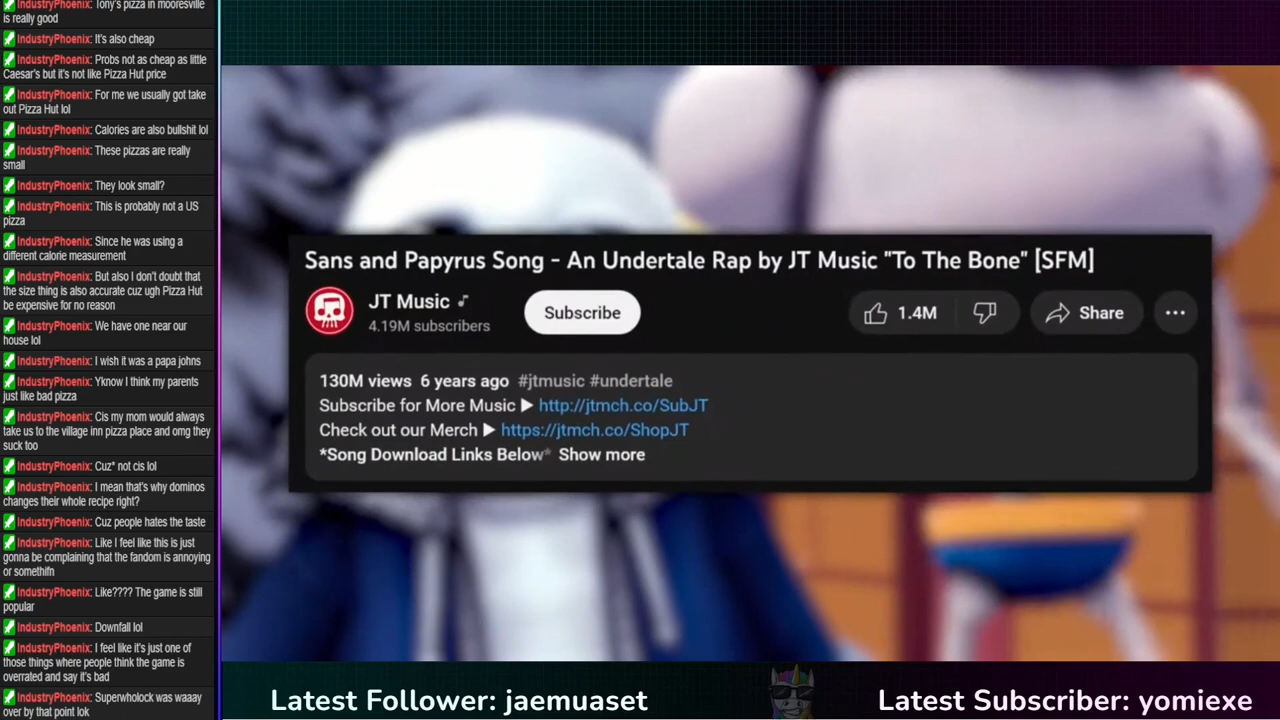 IndustryPhoenix: Tony's pizza in mooresville
is really good
IndustryPhoenix: It's also cheap
IndustryPhoenix: Probs not as cheap as little
Caesar's but it's not like Pizza Hut price
IndustryPhoenix: For me we usually got take
out Pizza Hut lol
IndustryPhoenix: Calories are also bullshit lol
IndustryPhoenix: These pizzas are really
small
IndustryPhoenix: They look small?
IndustryPhoenix: This is probably not a US
pizza
IndustryPhoenix: Since he was using a
different calorie measurement
IndustryPhoenix: But also I don't doubt that
the size thing is also accurate cuz ugh Pizza Hut
be expensive for no reason
IndustryPhoenix: We have one near our
house lol
IndustryPhoenix: I wish it was a papa johns
IndustryPhoenix: Yknow I think my parents
just like bad pizza
IndustryPhoenix: Cis my mom would always
take us to the village inn pizza place and omg they
suck too
IndustryPhoenix: Cuz* not cis lol
IndustryPhoenix: I mean that's why dominos
changes their whole recipe right?
IndustryPhoenix: Cuz people hates the taste
IndustryPhoenix: Like I feel like this is just
gonna be complaining that the fandom is annoying
or somethifn
IndustryPhoenix: Like???? The game is still
popular
IndustryPhoenix: Downfall lol
IndustryPhoenix: I feel like it's just one of
those things where people think the game is
overrated and say it's bad
IndustryPhoenix: Superwholock was waaay
over by that point lok
Sans and Papyrus Song - An Undertale Rap by JT Music "To The Bone" [SFM]
JT Music
4.19M subscribers
Subscribe
1.4M
Share
130M views 6 years ago #jtmusic #undertale
Subscribe for More Music ▶ http://jtmch.co/SubJT
Check out our Merch ▶ https://jtmch.co/ShopJT
*Song Download Links Below* Show more
Latest Follower: jaemuaset
Latest Subscriber: yomiexe